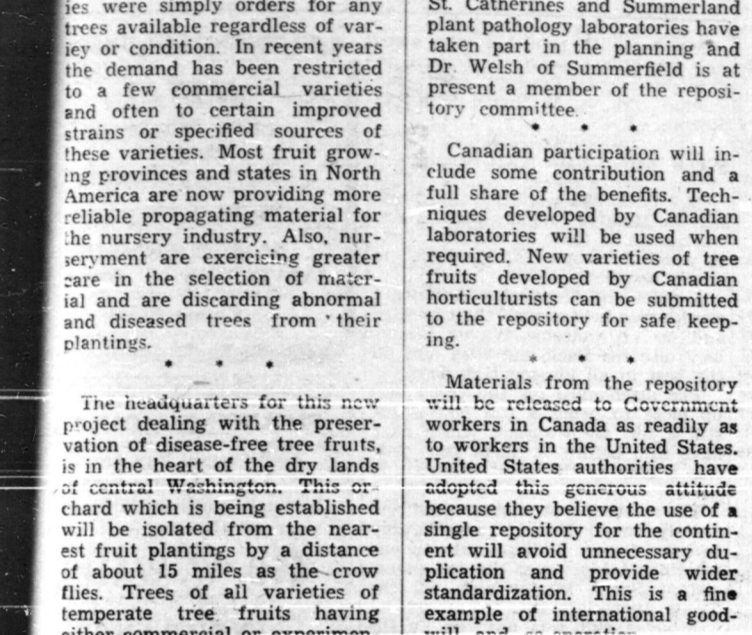 ies were simply orders for any
trees available regardless of var-
iey or condition. In recent years
the demand has been restricted
to a few commercial varieties
and often to certain improved
strains or specified sources of
these varieties. Most fruit grow-
ing provinces and states in North
America are now providing more
reliable propagating material for
the nursery industry. Also, nur-
seryment are exercising greater
care in the selection of mater-
ial and are discarding abnormal
and diseased trees from their
plantings.
* * *
The headquarters for this new
project dealing with the preser-
vation of disease-free tree fruits,
is in the heart of the dry lands
of central Washington. This or-
chard which is being established
will be isolated from the near-
est fruit plantings by a distance
of about 15 miles as the crow
flies. Trees of all varieties of
temperate tree fruits having
either commercial or experimen-
St. Catherines and Summerland
plant pathology laboratories have
taken part in the planning and
Dr. Welsh of Summerfield is at
present a member of the reposi-
tory committee.
* * *
Canadian participation will in-
clude some contribution and a
full share of the benefits. Tech-
niques developed by Canadian
laboratories will be used when
required. New varieties of tree
fruits developed by Canadian
horticulturists can be submitted
to the repository for safe keep-
ing.
* * *
Materials from the repository
will be released to Government
workers in Canada as readily as
to workers in the United States.
United States authorities have
adopted this generous attitude
because they believe the use of a
single repository for the contin-
ent will avoid unnecessary du-
plication and provide wider
standardization. This is a fine
example of international good-
will and co-operation